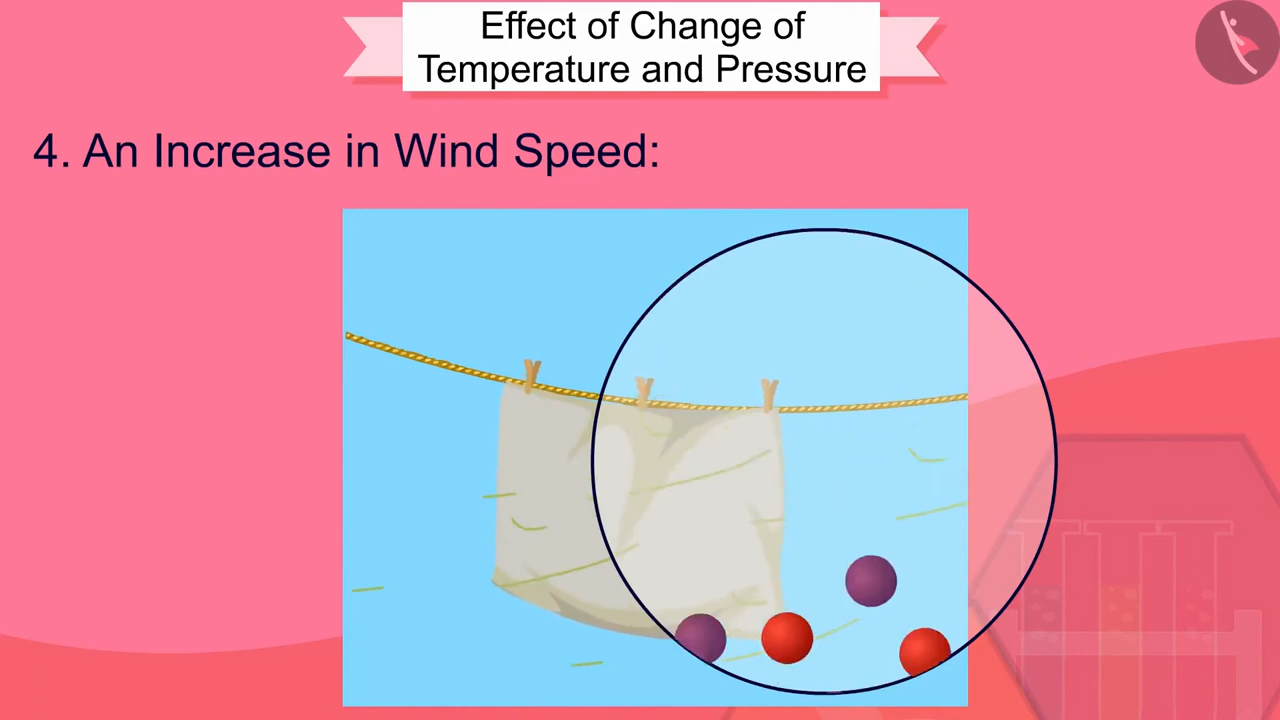 Effect of Change of
Temperature and Pressure
4. An Increase in Wind Speed: